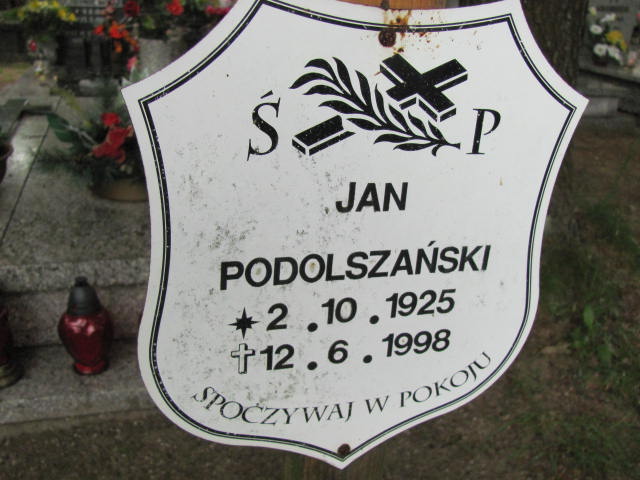 Ś P
JAN
PODOLSZAŃSKI
2.10.1925
12.6.1998
SPOCZYWAJ W POKOJU